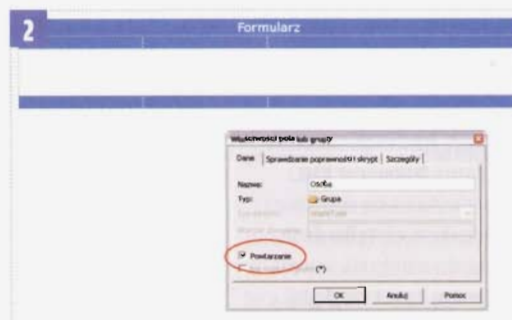 2
Formularz
Właściwości pola lub grupy
Dane Sprawdzanie poprawności i skrypt Szczegóły
Nazwa: Osoba
Typ: Grupa
Powtarzanie
(*)
OK Anuluj Pomoc